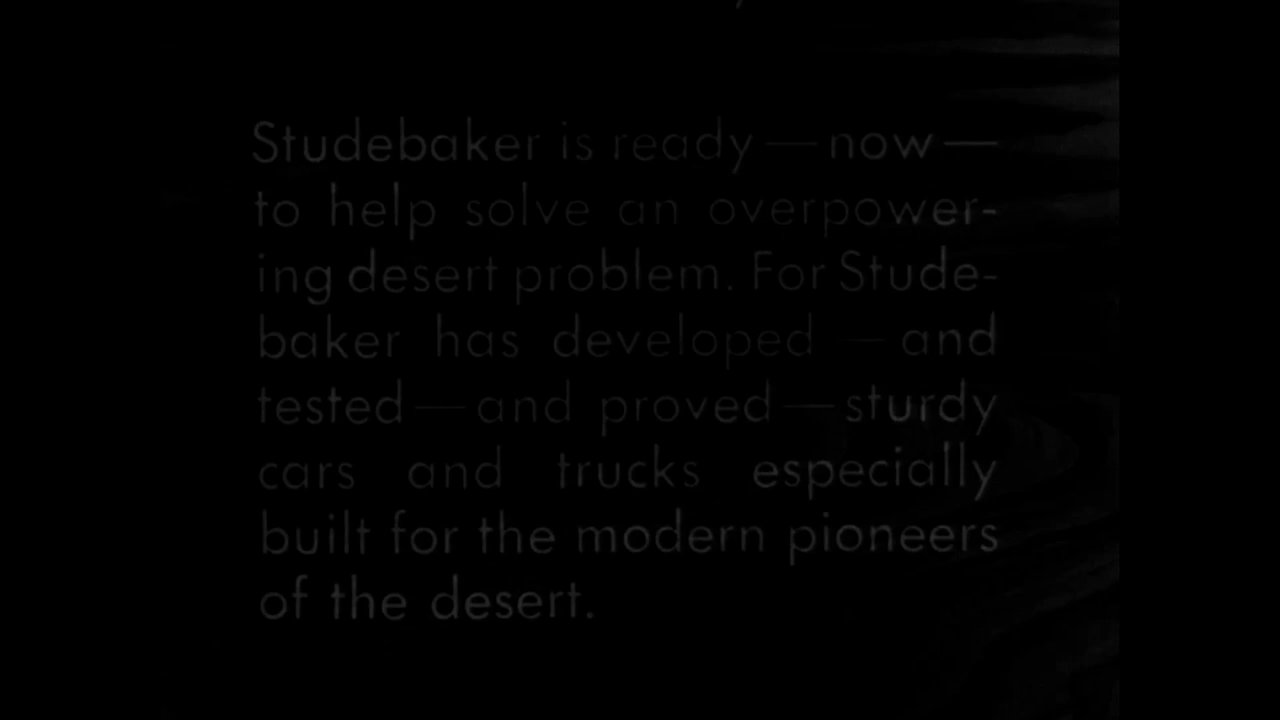 Studebaker is ready — now —
to help solve an overpower-
ing desert problem. For Stude-
baker has developed — and
tested — and proved — sturdy
cars and trucks especially
built for the modern pioneers
of the desert.